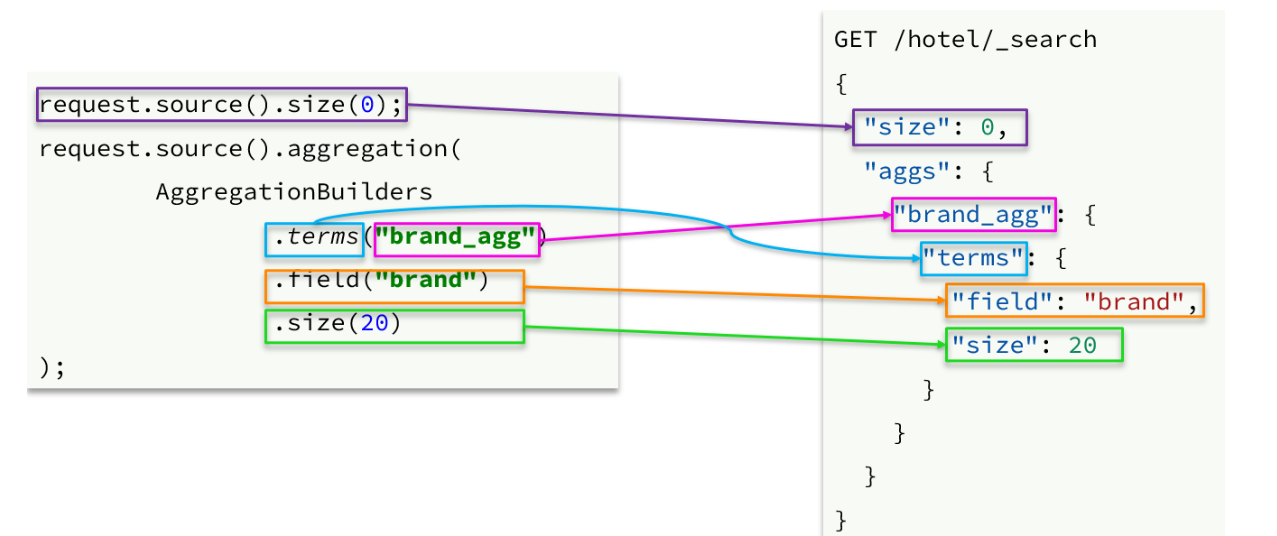 request.source().size(0);
request.source().aggregation(
AggregationBuilders
.terms("brand_agg")
.field("brand")
.size(20)
);
GET /hotel/_search
{
"size": 0,
"aggs": {
"brand_agg": {
"terms": {
"field": "brand",
"size": 20
}
}
}
}